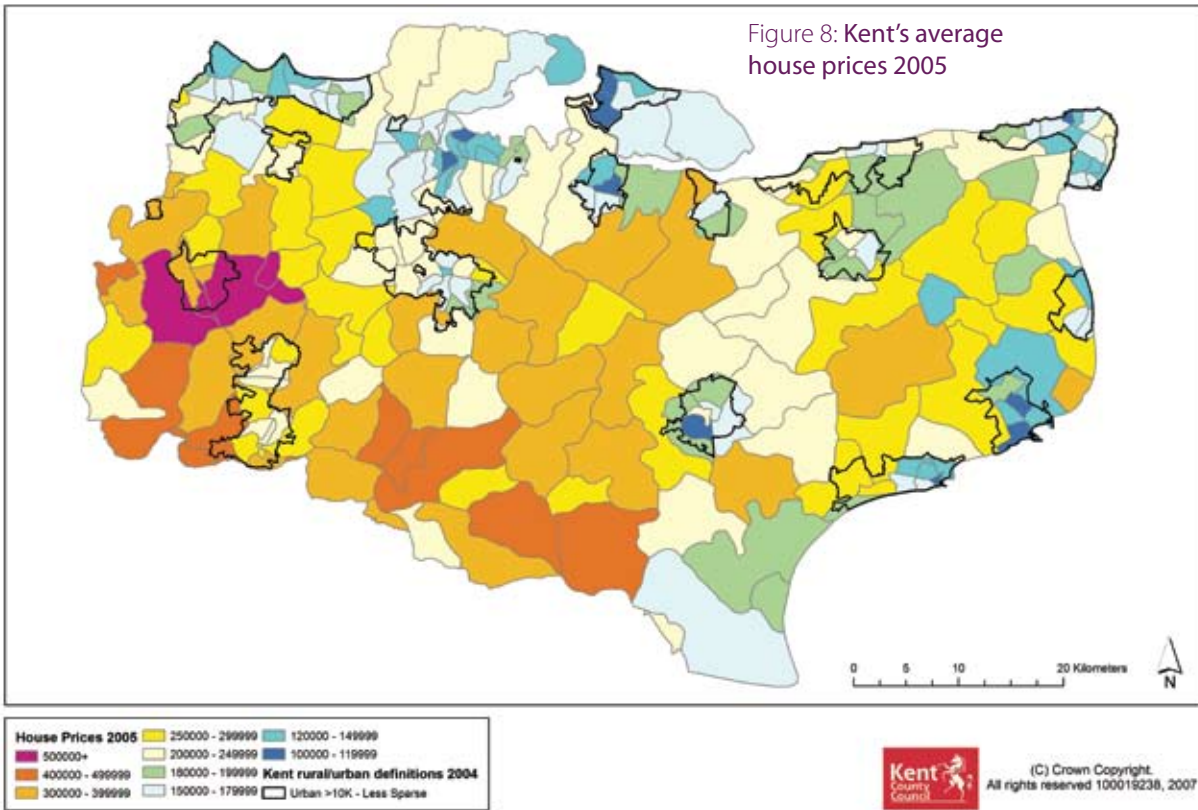 Figure 8: Kent's average
house prices 2005
0 5 10 20 Kilometers
N
House Prices 2005
500000+
400000 - 499999
300000 - 399999
250000 - 299999
200000 - 249999
180000 - 199999
150000 - 179999
120000 - 149999
100000 - 119999
Kent rural/urban definitions 2004
Urban >10K - Less Sparse
Kent
County
Council
(C) Crown Copyright.
All rights reserved 100019238, 2007